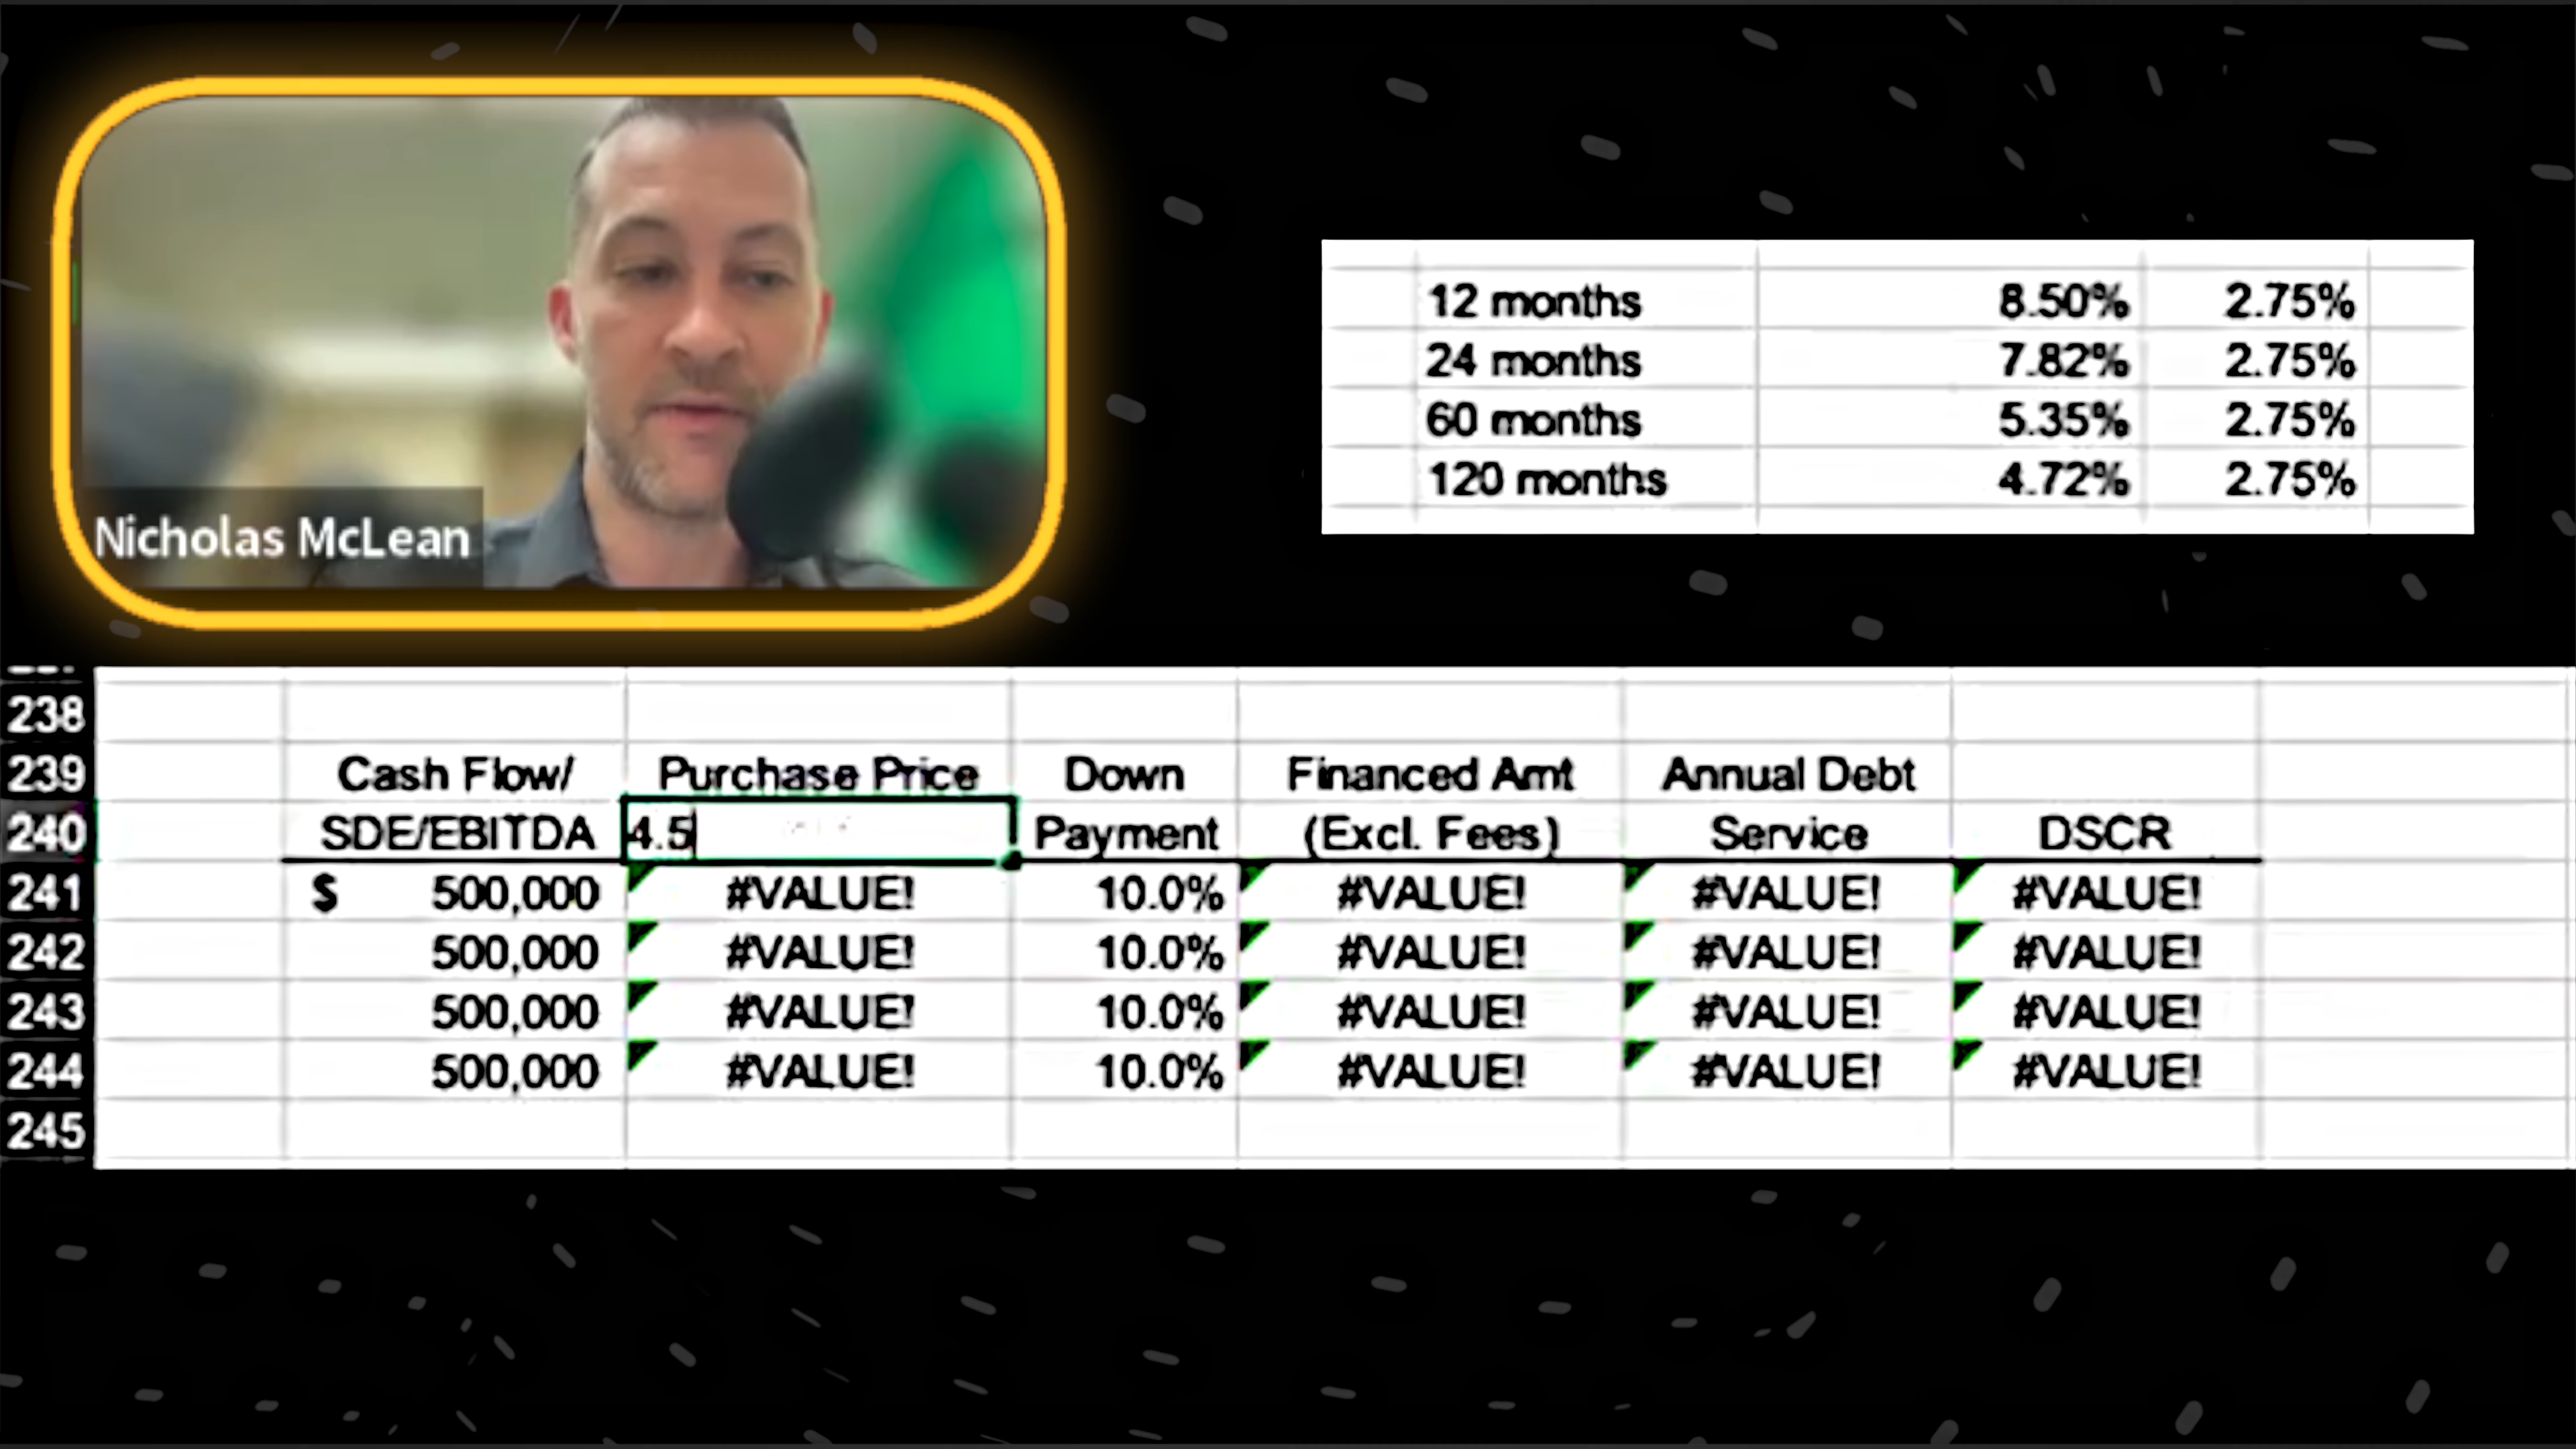 Nicholas McLean
12 months 8.50% 2.75%
24 months 7.82% 2.75%
60 months 5.35% 2.75%
120 months 4.72% 2.75%
238
239 Cash Flow/ Purchase Price Down Financed Amt Annual Debt
240 SDE/EBITDA 4.5 Payment (Excl. Fees) Service DSCR
241 $ 500,000 #VALUE! 10.0% #VALUE! #VALUE! #VALUE!
242 500,000 #VALUE! 10.0% #VALUE! #VALUE! #VALUE!
243 500,000 #VALUE! 10.0% #VALUE! #VALUE! #VALUE!
244 500,000 #VALUE! 10.0% #VALUE! #VALUE! #VALUE!
245